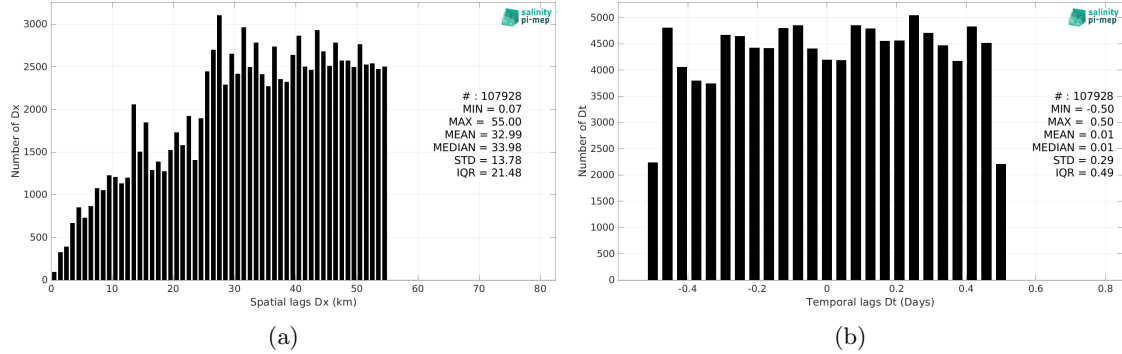 3000
2500
2000
1500
1000
500
0
Number of Dx
salinity
pi-mep
# : 107928
MIN = 0.07
MAX = 55.00
MEAN = 32.99
MEDIAN = 33.98
STD = 13.78
IQR = 21.48
0 10 20 30 40 50 60 70 80
Spatial lags Dx (km)
(a)
5000
4500
4000
3500
3000
2500
2000
1500
1000
500
0
Number of Dt
salinity
pi-mep
# : 107928
MIN = -0.50
MAX = 0.50
MEAN = 0.01
MEDIAN = 0.01
STD = 0.29
IQR = 0.49
-0.4 -0.2 0 0.2 0.4 0.6 0.8
Temporal lags Dt (Days)
(b)